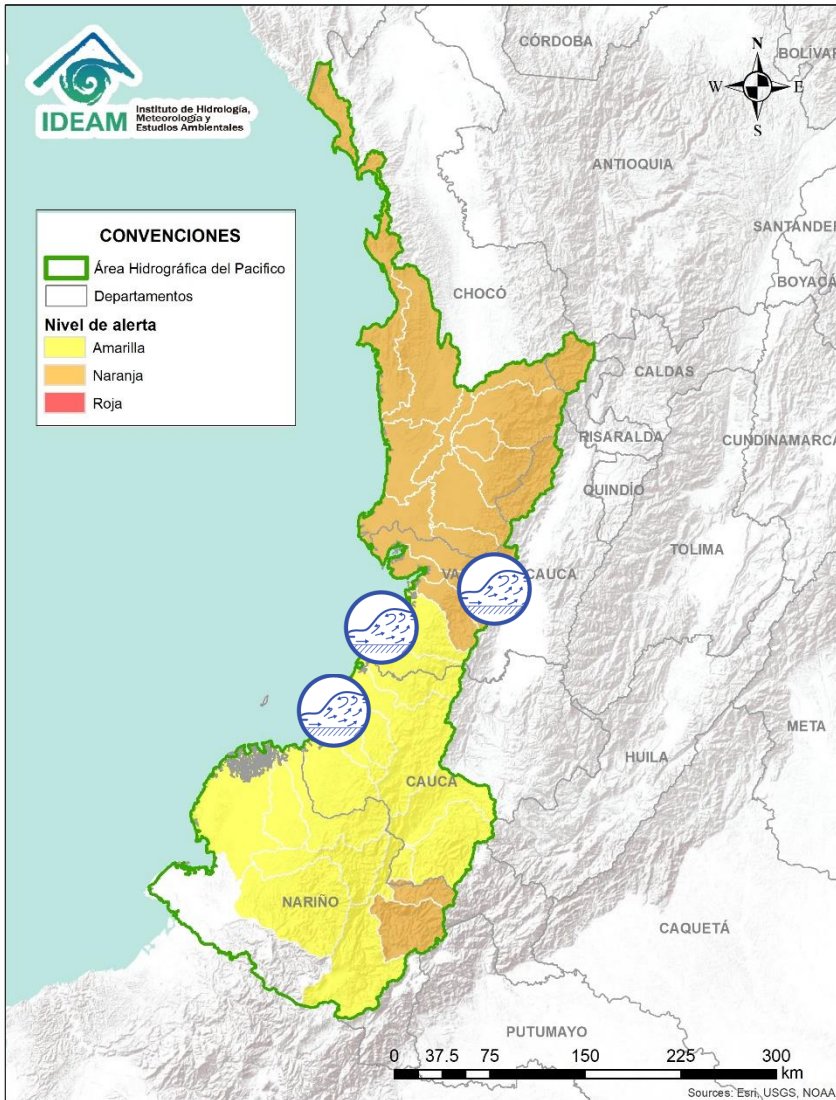 IDEAM
Instituto de Hidrología,
Meteorología y
Estudios Ambientales
CÓRDOBA
BOLÍVAR
N
W E
S
ANTIOQUIA
SANTANDER
BOYACÁ
CONVENCIONES
Área Hidrográfica del Pacifico
Departamentos
Nivel de alerta
Amarilla
Naranja
Roja
CHOCÓ
CALDAS
RISARALDA
CUNDINAMARCA
QUINDÍO
TOLIMA
VA CAUCA
META
HUILA
CAUCA
NARIÑO
CAQUETÁ
PUTUMAYO
0 37.5 75 150 225 300
km
Sources: Esri, USGS, NOAA